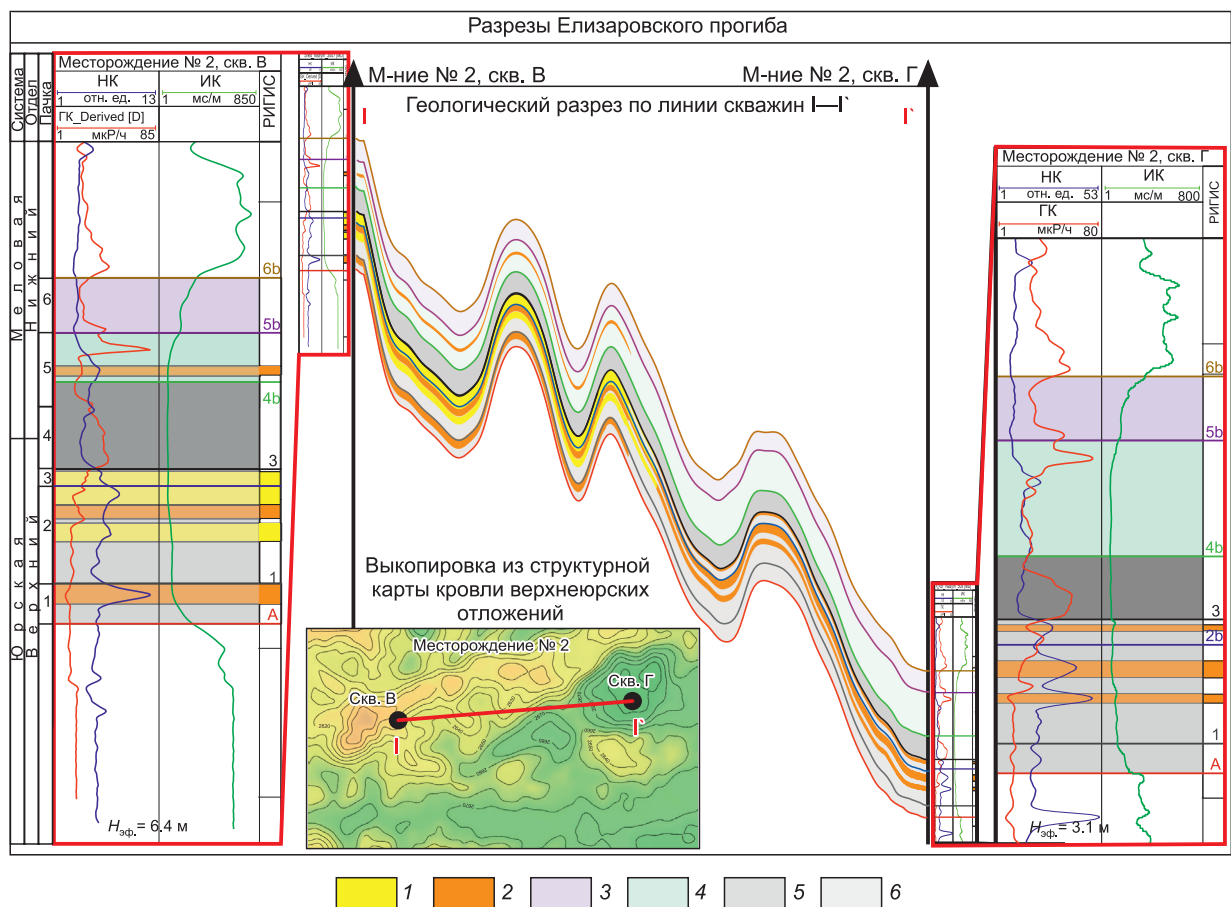 Разрезы Елизаровского прогиба
Система
Отдел
Пачка
Месторождение № 2, скв. В
НК
1 отн. ед. 13
ИК
1 мс/м 850
РИГИС
ГК_Derived [D]
1 мкР/ч 85
Меловая
Нижний
Юрская
Верхний
6
5
4
3
2
1
6b
5b
4b
3
1
А
Hэф. = 6.4 м
М-ние № 2, скв. В
М-ние № 2, скв. Г
Геологический разрез по линии скважин I—I`
I
I`
Выкопировка из структурной
карты кровли верхнеюрских
отложений
Месторождение № 2
Скв. В
Скв. Г
I
I`
Месторождение № 2, скв. Г
НК
1 отн. ед. 53
ИК
1 мс/м 800
РИГИС
ГК
1 мкР/ч 80
6b
5b
4b
3
2b
1
А
Hэф. = 3.1 м
1 2 3 4 5 6